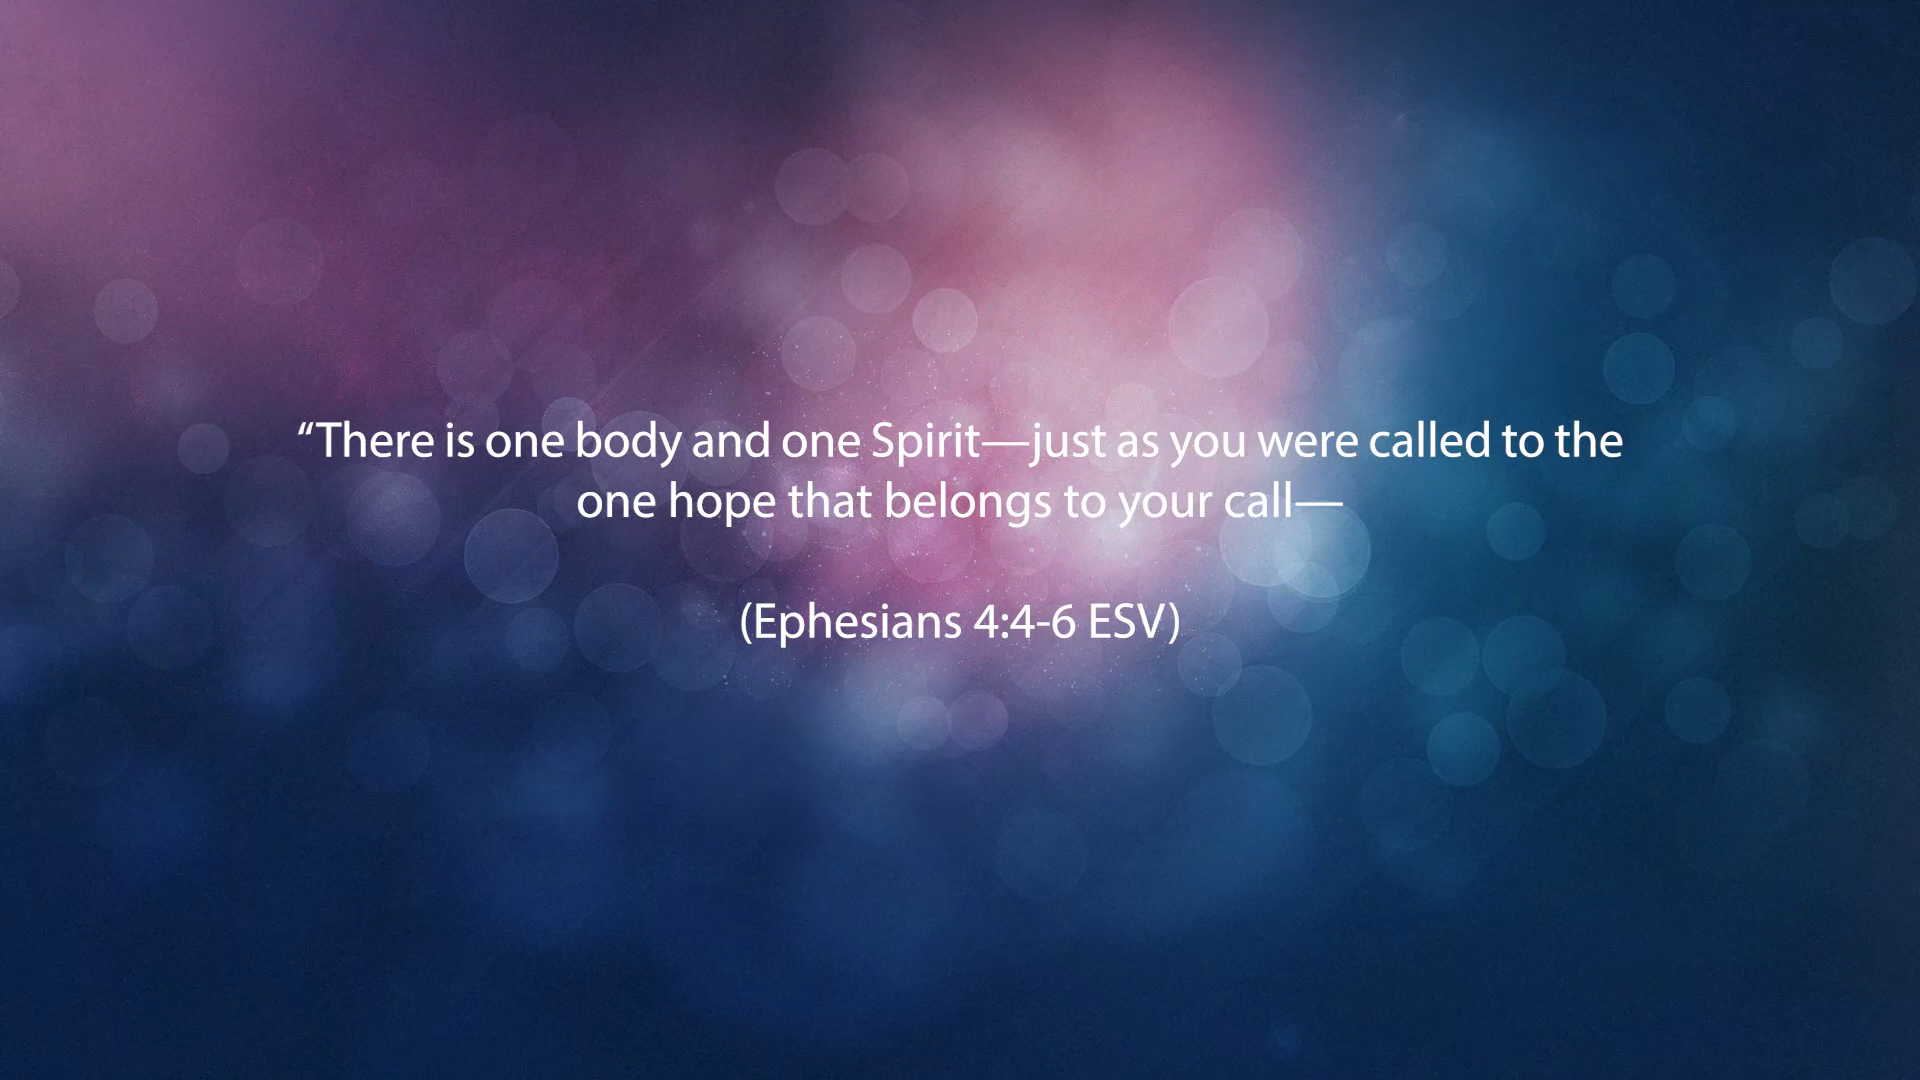 “There is one body and one Spirit—just as you were called to the
one hope that belongs to your call—
(Ephesians 4:4-6 ESV)